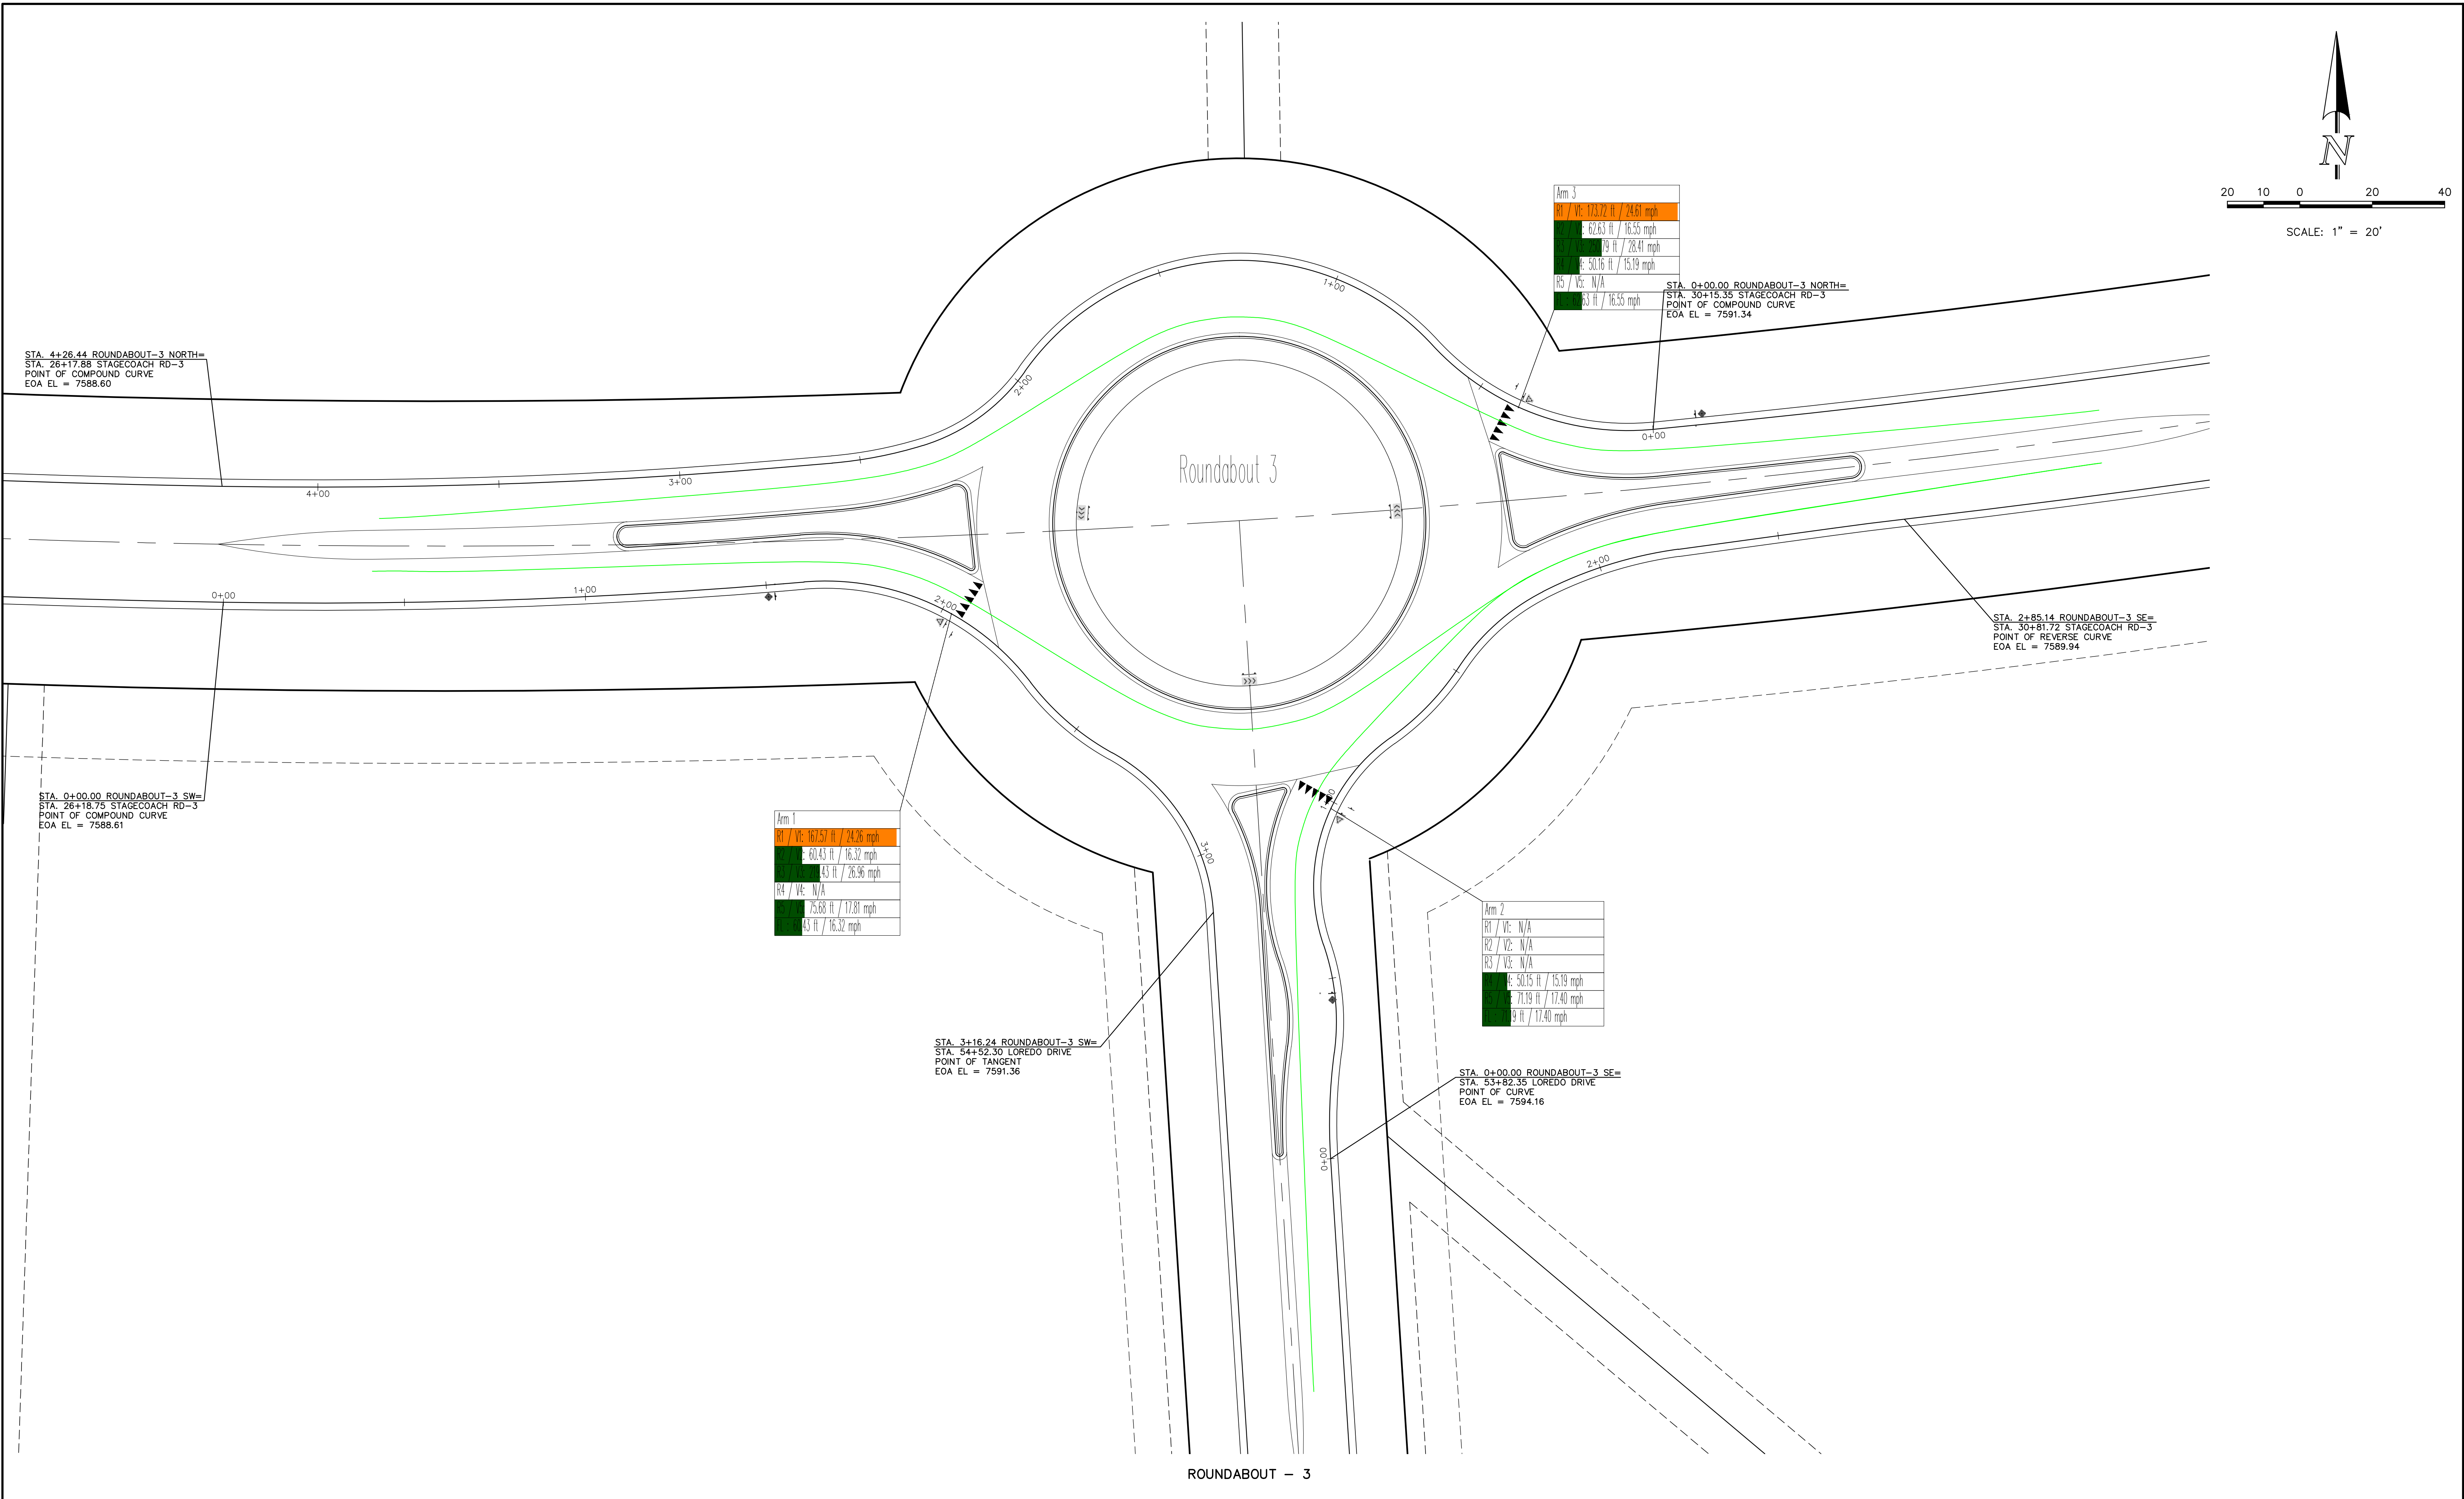 20 10 0 20 40
SCALE: 1" = 20'
N
Arm 3
R1 / V1: 173.72 ft / 24.61 mph
62.63 ft / 16.55 mph
79 ft / 28.41 mph
4: 50.16 ft / 15.19 mph
R5 / V5: N/A
63 ft / 16.55 mph
STA. 0+00.00 ROUNDABOUT-3 NORTH=
STA. 30+15.35 STAGECOACH RD-3
POINT OF COMPOUND CURVE
EOA EL = 7591.34
STA. 4+26.44 ROUNDABOUT-3 NORTH=
STA. 26+17.88 STAGECOACH RD-3
POINT OF COMPOUND CURVE
EOA EL = 7588.60
1+00
2+00
3+00
4+00
0+00
Roundabout 3
0+00
1+00
2+00
2+00
STA. 2+85.14 ROUNDABOUT-3 SE=
STA. 30+81.72 STAGECOACH RD-3
POINT OF REVERSE CURVE
EOA EL = 7589.94
STA. 0+00.00 ROUNDABOUT-3 SW=
STA. 26+18.75 STAGECOACH RD-3
POINT OF COMPOUND CURVE
EOA EL = 7588.61
Arm 1
R1 / V1: 167.57 ft / 24.26 mph
60.43 ft / 16.32 mph
43 ft / 26.96 mph
R4 / V4: N/A
75.68 ft / 17.81 mph
43 ft / 16.32 mph
3+00
Arm 2
R1 / V1: N/A
R2 / V2: N/A
R3 / V3: N/A
4: 50.15 ft / 15.19 mph
71.19 ft / 17.40 mph
19 ft / 17.40 mph
STA. 3+16.24 ROUNDABOUT-3 SW=
STA. 54+52.30 LOREDO DRIVE
POINT OF TANGENT
EOA EL = 7591.36
STA. 0+00.00 ROUNDABOUT-3 SE=
STA. 53+82.35 LOREDO DRIVE
POINT OF CURVE
EOA EL = 7594.16
0+00
ROUNDABOUT - 3